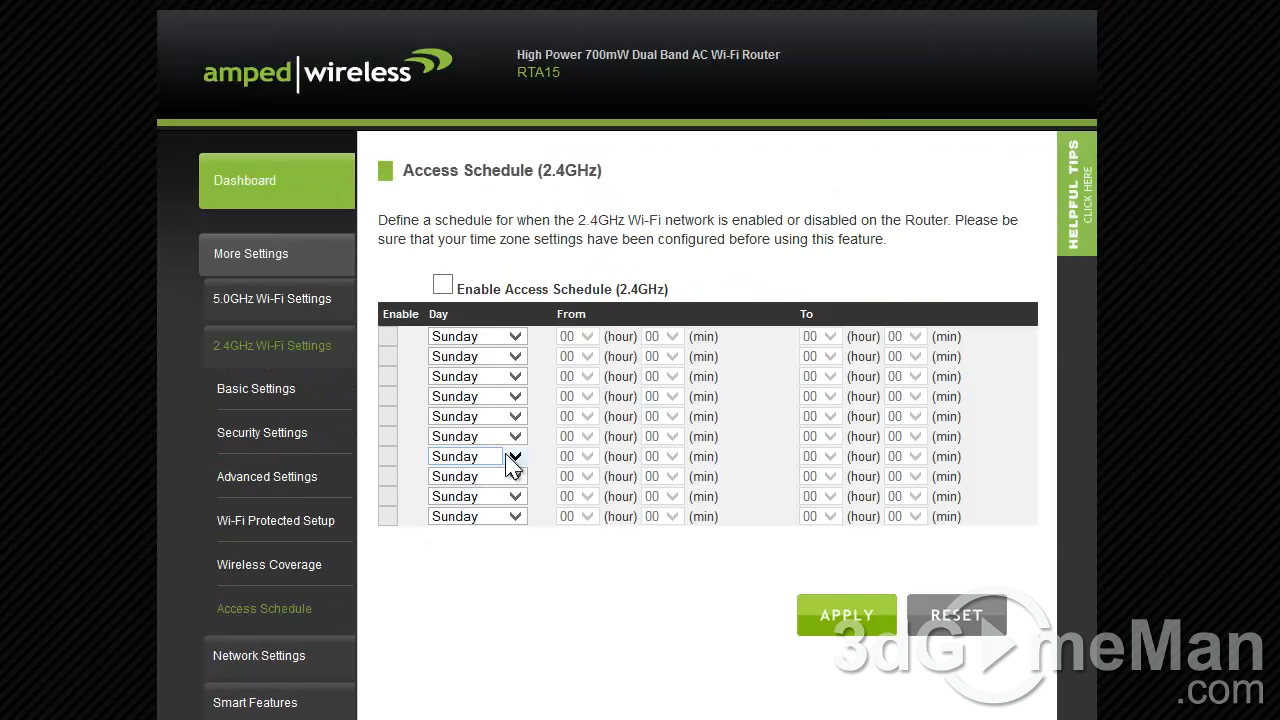 amped wireless
High Power 700mW Dual Band AC Wi-Fi Router
RTA15
Dashboard
More Settings
5.0GHz Wi-Fi Settings
2.4GHz Wi-Fi Settings
Basic Settings
Security Settings
Advanced Settings
Wi-Fi Protected Setup
Wireless Coverage
Access Schedule
Network Settings
Smart Features
Access Schedule (2.4GHz)
Define a schedule for when the 2.4GHz Wi-Fi network is enabled or disabled on the Router. Please be
sure that your time zone settings have been configured before using this feature.
Enable Access Schedule (2.4GHz)
Enable Day From To
Sunday 00 (hour) 00 (min) 00 (hour) 00 (min)
Sunday 00 (hour) 00 (min) 00 (hour) 00 (min)
Sunday 00 (hour) 00 (min) 00 (hour) 00 (min)
Sunday 00 (hour) 00 (min) 00 (hour) 00 (min)
Sunday 00 (hour) 00 (min) 00 (hour) 00 (min)
Sunday 00 (hour) 00 (min) 00 (hour) 00 (min)
Sunday 00 (hour) 00 (min) 00 (hour) 00 (min)
Sunday 00 (hour) 00 (min) 00 (hour) 00 (min)
Sunday 00 (hour) 00 (min) 00 (hour) 00 (min)
Sunday 00 (hour) 00 (min) 00 (hour) 00 (min)
APPLY RESET
HELPFUL TIPS
CLICK HERE
3dGameMan
.com